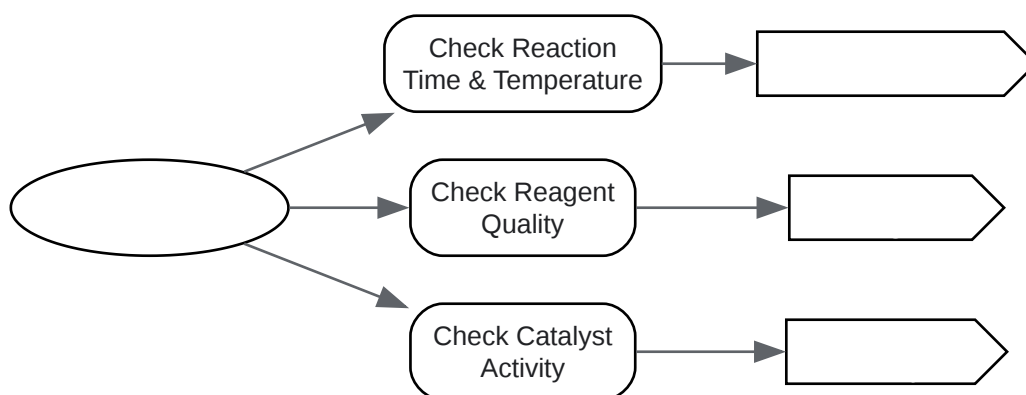 Check Reaction
Time & Temperature
Check Reagent
Quality
Check Catalyst
Activity